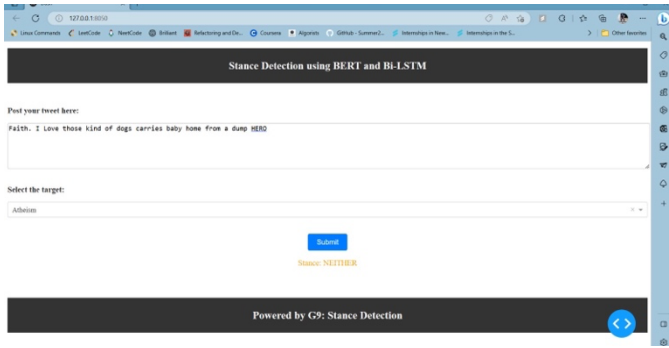 127.0.0.1:8050
Linux Commands LeetCode NeetCode Brilliant Refactoring and De... Coursera Algoristo GitHub - Summer2... Internships in New... Internships in the S... Other favorites
Stance Detection using BERT and Bi-LSTM
Post your tweet here:
Faith. I Love those kind of dogs carries baby home from a dump HERO
Select the target:
Atheism
Submit
Stance: NEITHER
Powered by G9: Stance Detection